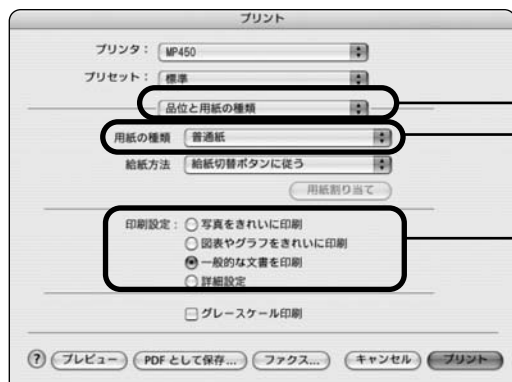 プリント
プリンタ： MP450
プリセット： 標準
品位と用紙の種類
用紙の種類 普通紙
給紙方法 給紙切替ボタンに従う
用紙割り当て
印刷設定： 写真をきれいに印刷
図表やグラフをきれいに印刷
一般的な文書を印刷
詳細設定
グレースケール印刷
? プレビュー PDF として保存... ファクス... キャンセル プリント